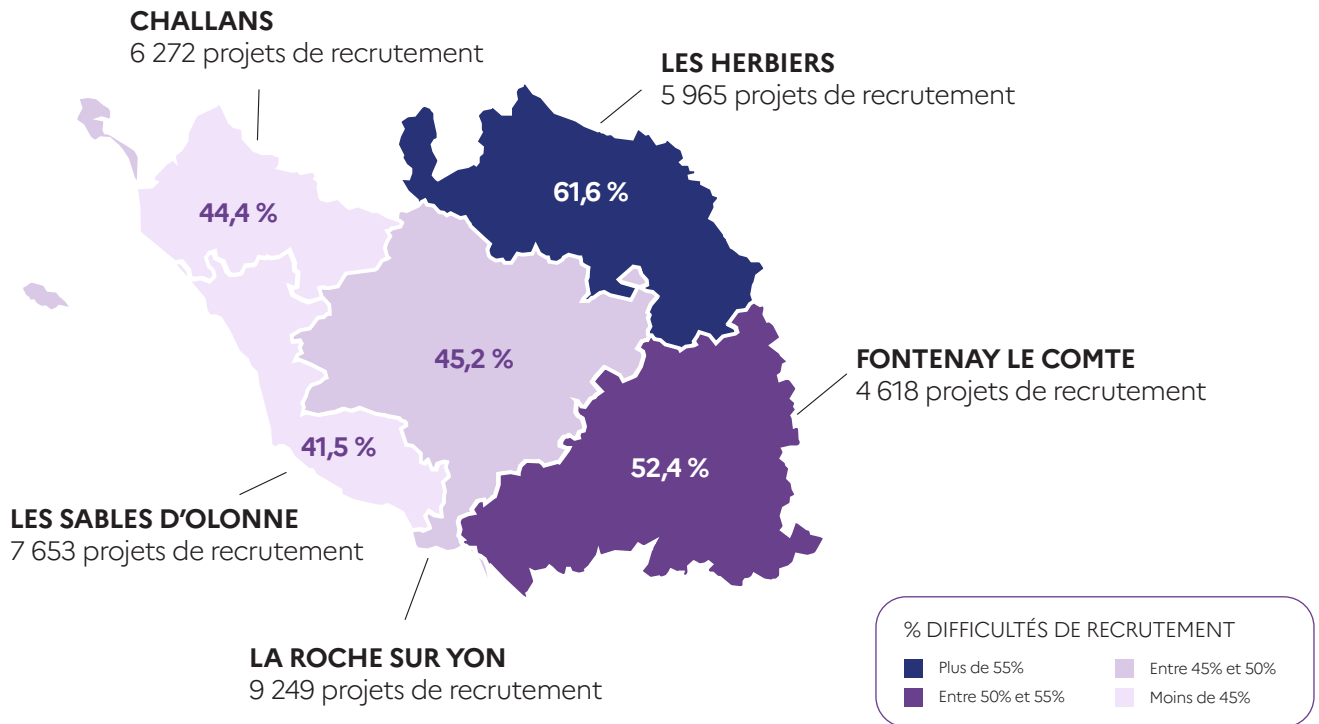 CHALLANS
6 272 projets de recrutement
LES HERBIERS
5 965 projets de recrutement
61,6 %
44,4 %
45,2 %
FONTENAY LE COMTE
4 618 projets de recrutement
41,5 %
52,4 %
LES SABLES D’OLONNE
7 653 projets de recrutement
LA ROCHE SUR YON
9 249 projets de recrutement
% DIFFICULTÉS DE RECRUTEMENT
Plus de 55%
Entre 45% et 50%
Entre 50% et 55%
Moins de 45%